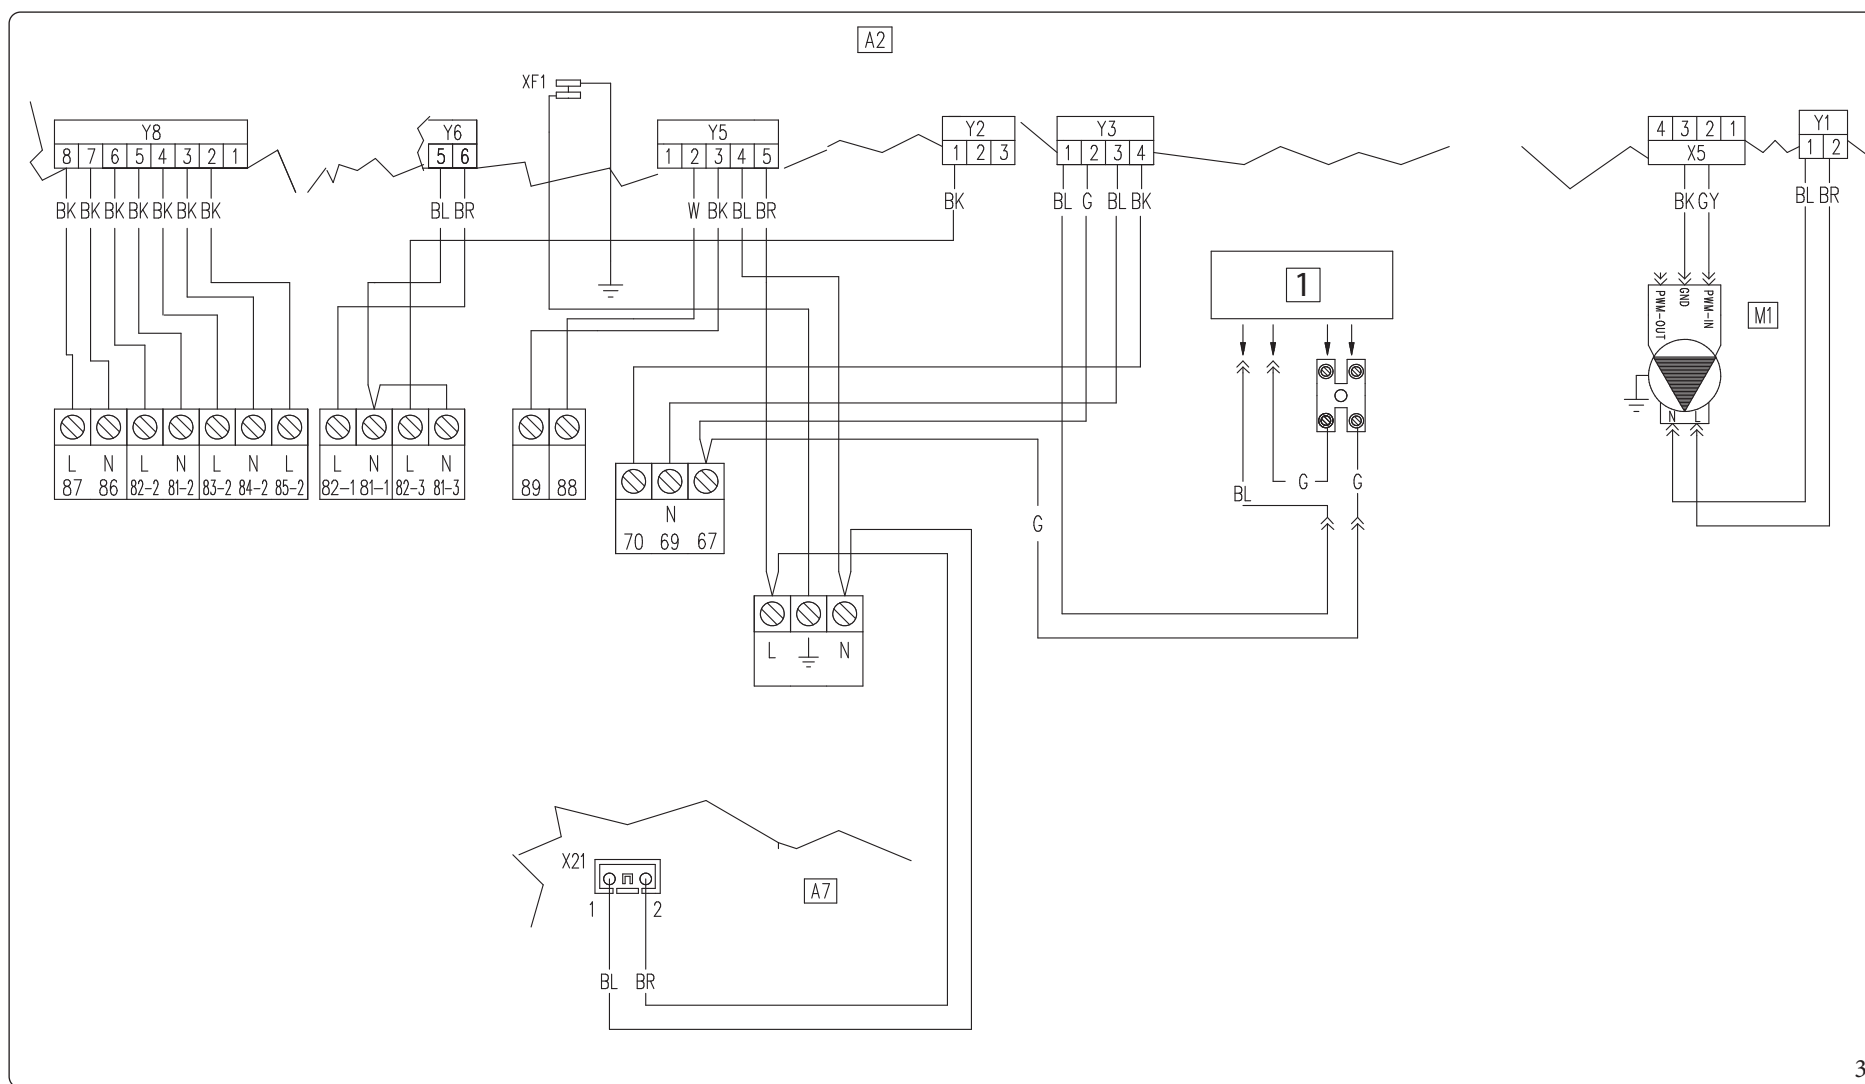 A2
XF1
Y8
8 7 6 5 4 3 2 1
Y6
5 6
Y5
1 2 3 4 5
Y2
1 2 3
Y3
1 2 3 4
4 3 2 1
X5
Y1
1 2
BK BK BK BK BK BK BK
BL BR
W BK BL BR
BK
BL G BL BK
BK GY
BL BR
1
PWM-OUT
GND
PWM-IN
M1
N L
L N L N L N L
87 86 82-2 81-2 83-2 84-2 85-2
L N L N
82-1 81-1 82-3 81-3
89 88
N
70 69 67
BL
G
G
G
L N
X21
1 2
A7
BL BR
3